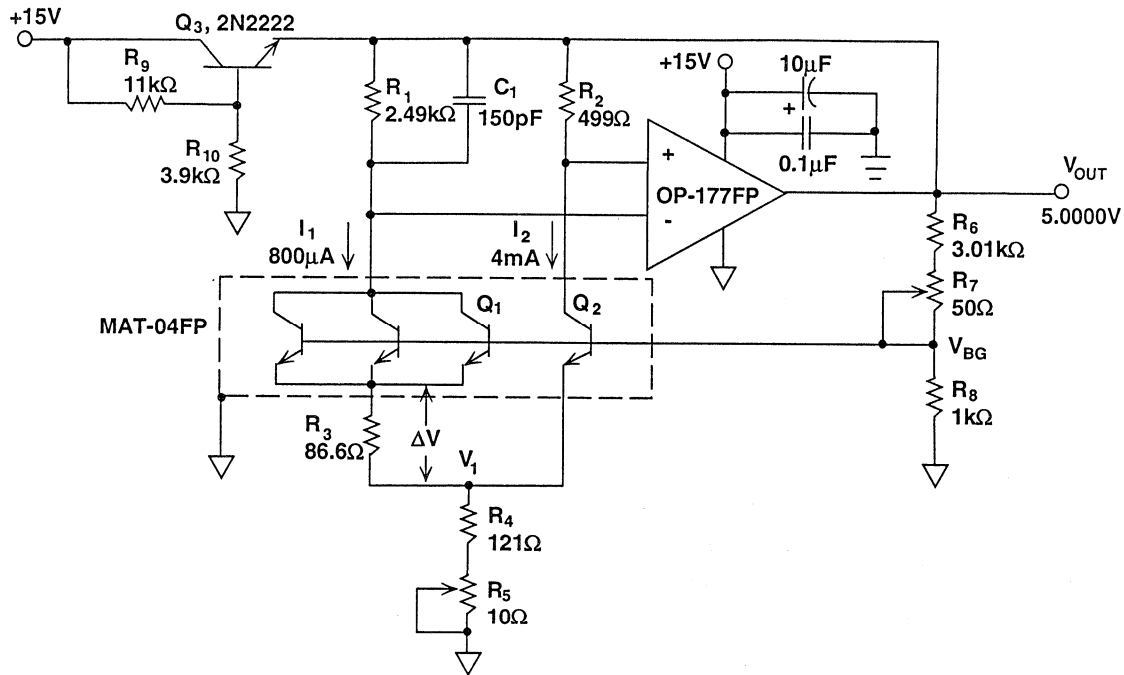 +15V
Q3, 2N2222
R9
11kΩ
R10
3.9kΩ
R1
2.49kΩ
C1
150pF
R2
499Ω
+15V
10μF
+
0.1μF
+
-
OP-177FP
VOUT
5.0000V
I1
800μA
I2
4mA
R6
3.01kΩ
R7
50Ω
MAT-04FP
Q1
Q2
VBG
R8
1kΩ
R3
86.6Ω
ΔV
V1
R4
121Ω
R5
10Ω